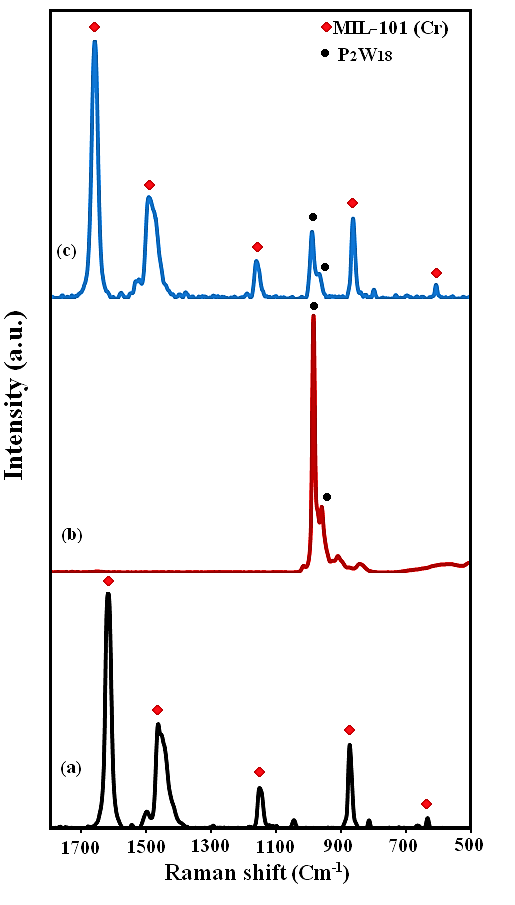 MIL-101 (Cr)
P2W18
(c)
(b)
(a)
Intensity (a.u.)
1700 1500 1300 1100 900 700 500
Raman shift (Cm-1)